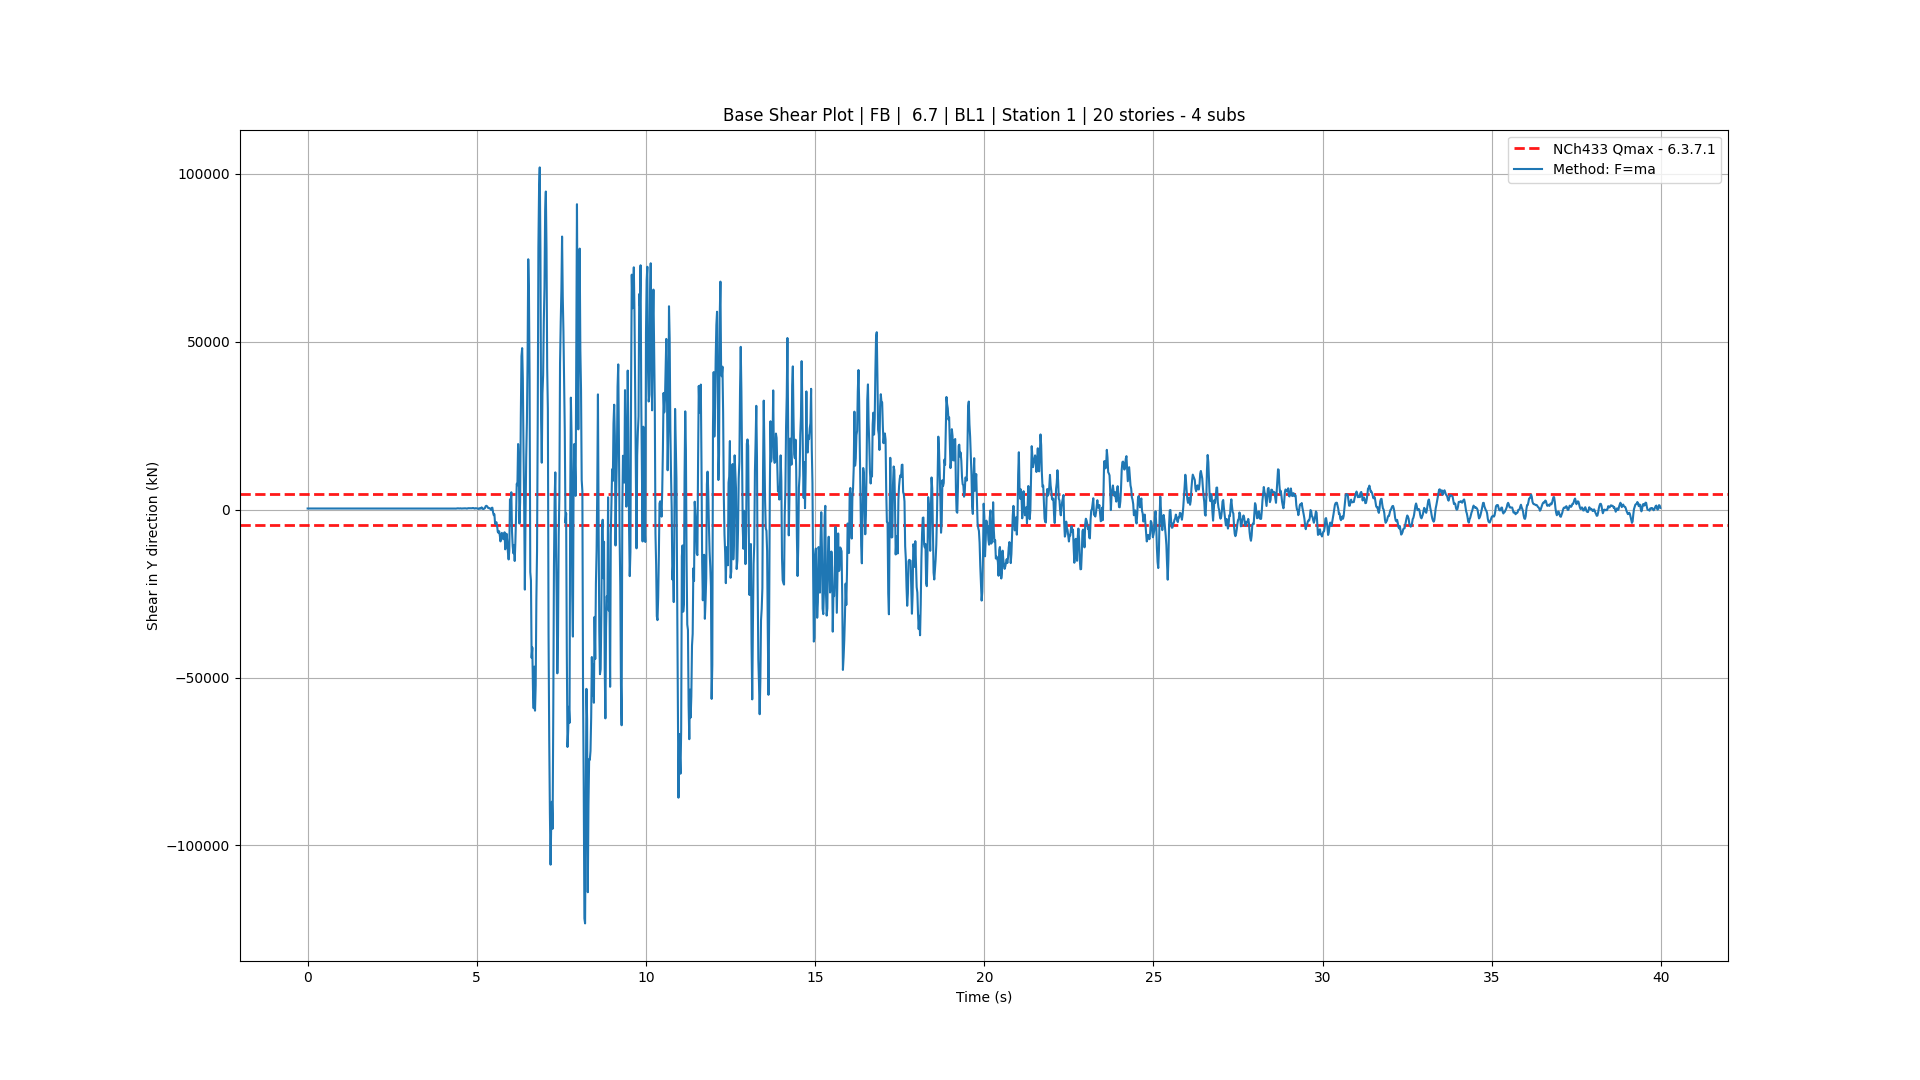 Base Shear Plot | FB |  6.7 | BL1 | Station 1 | 20 stories - 4 subs
NCh433 Qmax - 6.3.7.1
Method: F=ma
Shear in Y direction (kN)
100000
50000
0
−50000
−100000
0 5 10 15 20 25 30 35 40
Time (s)